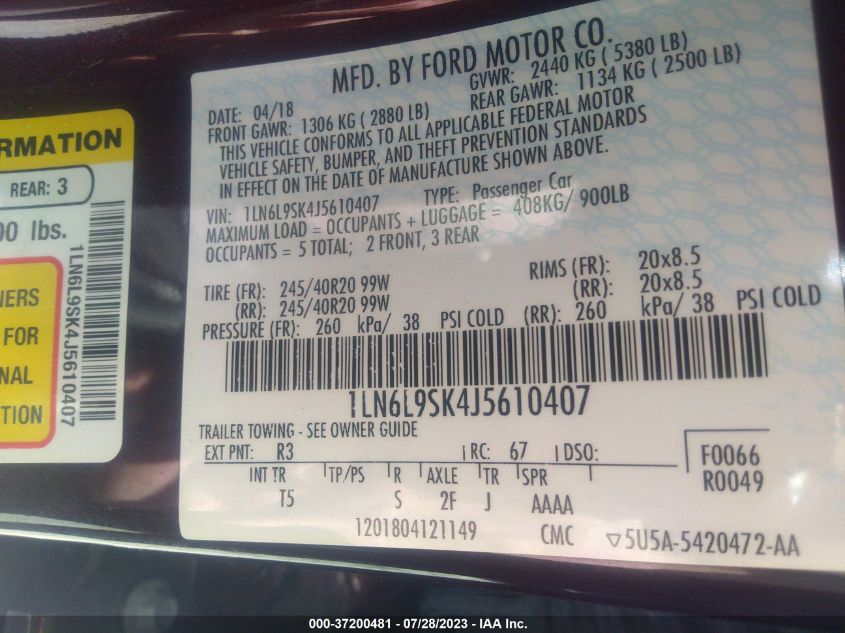 MFD. BY FORD MOTOR CO.
DATE: 04/18
GVWR: 2440 KG ( 5380 LB)
FRONT GAWR: 1306 KG ( 2880 LB)
REAR GAWR: 1134 KG ( 2500 LB)
THIS VEHICLE CONFORMS TO ALL APPLICABLE FEDERAL MOTOR
VEHICLE SAFETY, BUMPER, AND THEFT PREVENTION STANDARDS
IN EFFECT ON THE DATE OF MANUFACTURE SHOWN ABOVE.
VIN: 1LN6L9SK4J5610407 TYPE: Passenger Car
MAXIMUM LOAD = OCCUPANTS + LUGGAGE = 408KG/ 900LB
OCCUPANTS = 5 TOTAL; 2 FRONT, 3 REAR
TIRE (FR): 245/40R20 99W RIMS (FR): 20x8.5
(RR): 245/40R20 99W (RR): 20x8.5
PRESSURE (FR): 260 kPa/ 38 PSI COLD (RR): 260 kPa/ 38 PSI COLD
1LN6L9SK4J5610407
TRAILER TOWING - SEE OWNER GUIDE
EXT PNT: R3 RC: 67 DSO:
F0066
R0049
INT TR TP/PS R AXLE TR SPR
T5 S 2F J AAAA
1201804121149 CMC ▽5U5A-5420472-AA
RMATION
REAR: 3
00 lbs.
NERS
FOR
NAL
TION
1LN6L9SK4J5610407
000-37200481 - 07/28/2023 - IAA Inc.